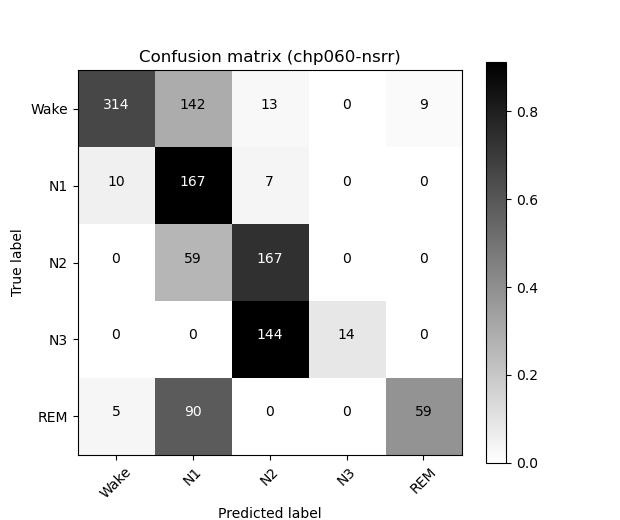 Confusion matrix (chp060-nsrr)
Wake 314 142 13 0 9
N1 10 167 7 0 0
N2 0 59 167 0 0
N3 0 0 144 14 0
REM 5 90 0 0 59
Wake N1 N2 N3 REM
Predicted label
True label
0.8
0.6
0.4
0.2
0.0